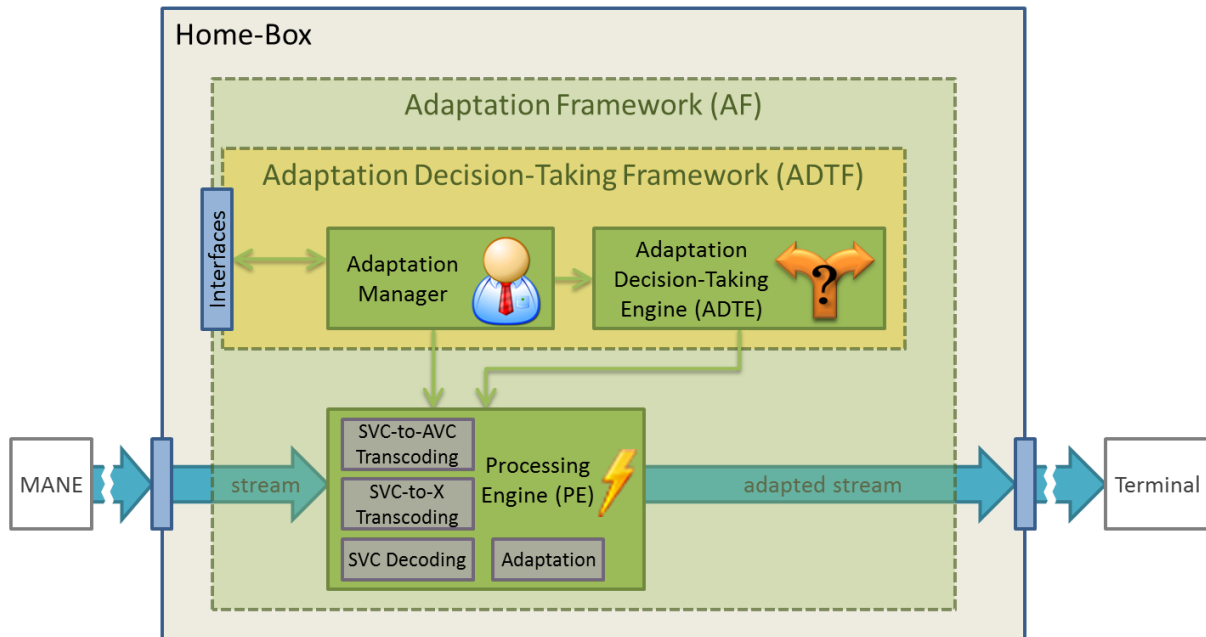 Home-Box
Adaptation Framework (AF)
Adaptation Decision-Taking Framework (ADTF)
Interfaces
Adaptation
Manager
Adaptation
Decision-Taking
Engine (ADTE)
?
SVC-to-AVC
Transcoding
SVC-to-X
Transcoding
SVC Decoding
Adaptation
Processing
Engine (PE)
MANE
stream
adapted stream
Terminal